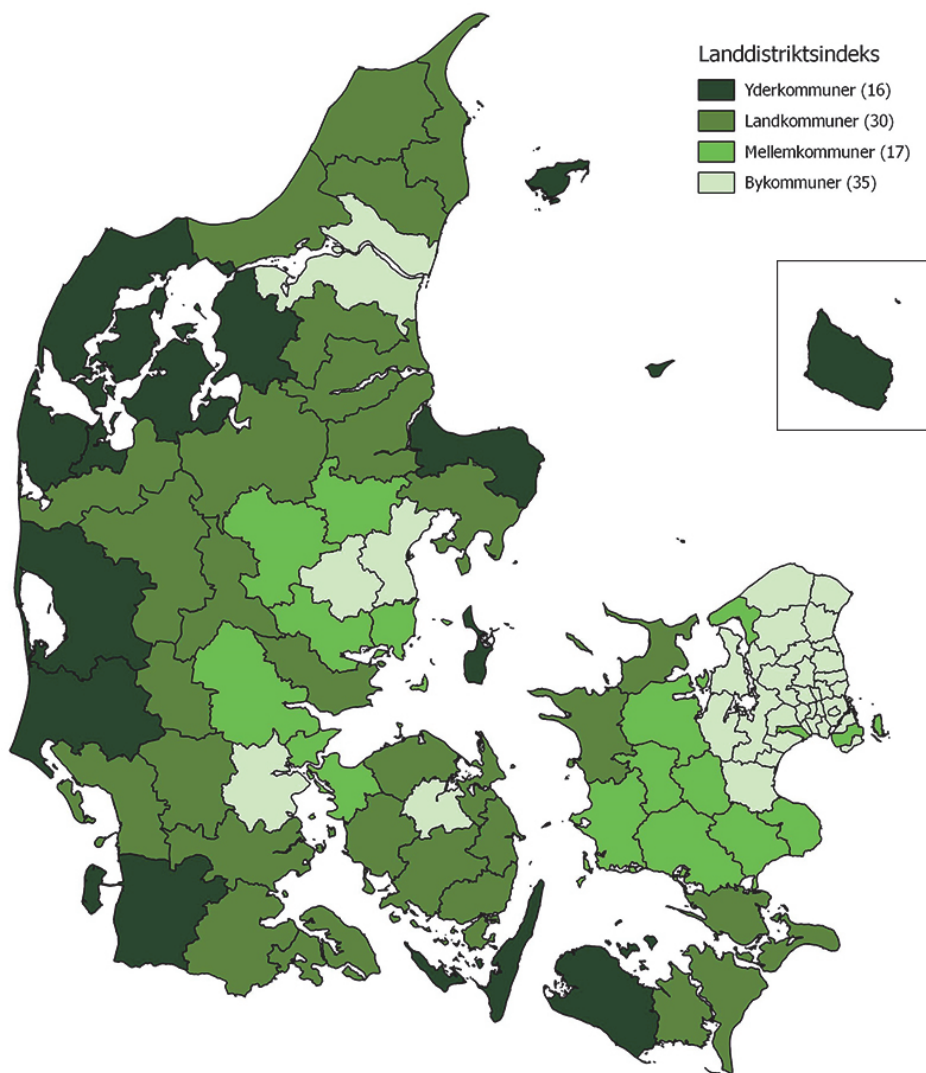 Landdistriktsindeks
Yderkommuner (16)
Landkommuner (30)
Mellemkommuner (17)
Bykommuner (35)